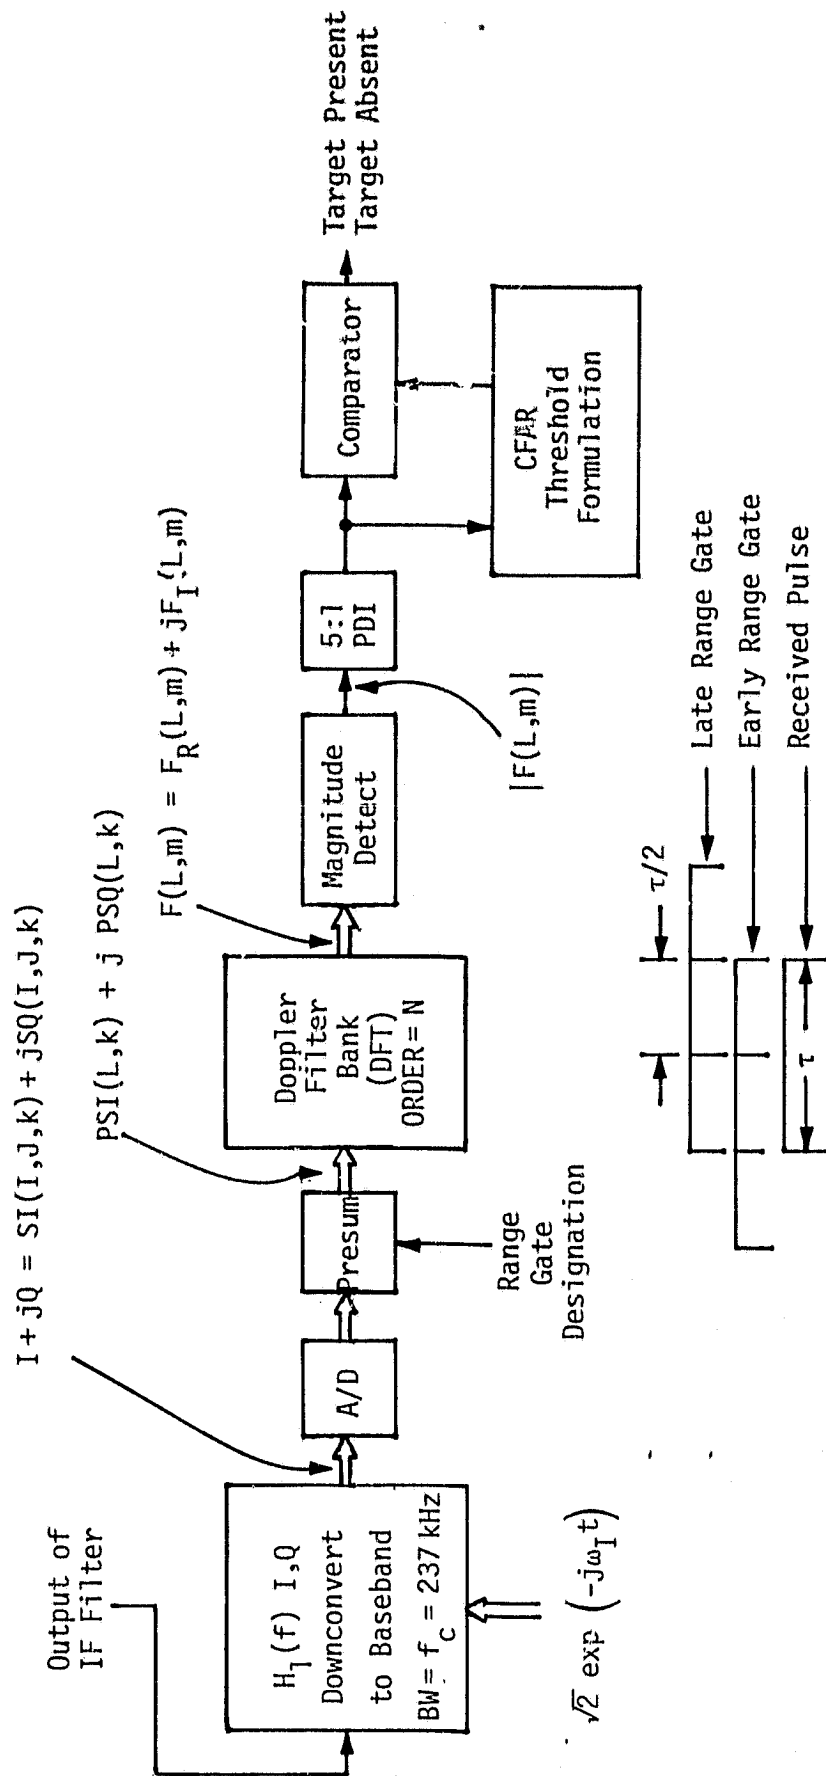 Output of
IF Filter
I + jQ = SI(I,J,k) + jSQ(I,J,k)
PSI(L,k) + j PSQ(L,k)
F(L,m) = F_R(L,m) + jF_I(L,m)
H₁(f) I,Q
Downconvert
to Baseband
BW = f_c = 237 kHz
√2 exp (-jω_I t)
A/D
Presum
Range
Gate
Designation
Doppler
Filter
Bank
(DFT)
ORDER = N
Magnitude
Detect
|F(L,m)|
5:1
PDI
Comparator
CFAR
Threshold
Formulation
Target Present
Target Absent
τ/2
τ
Late Range Gate
Early Range Gate
Received Pulse